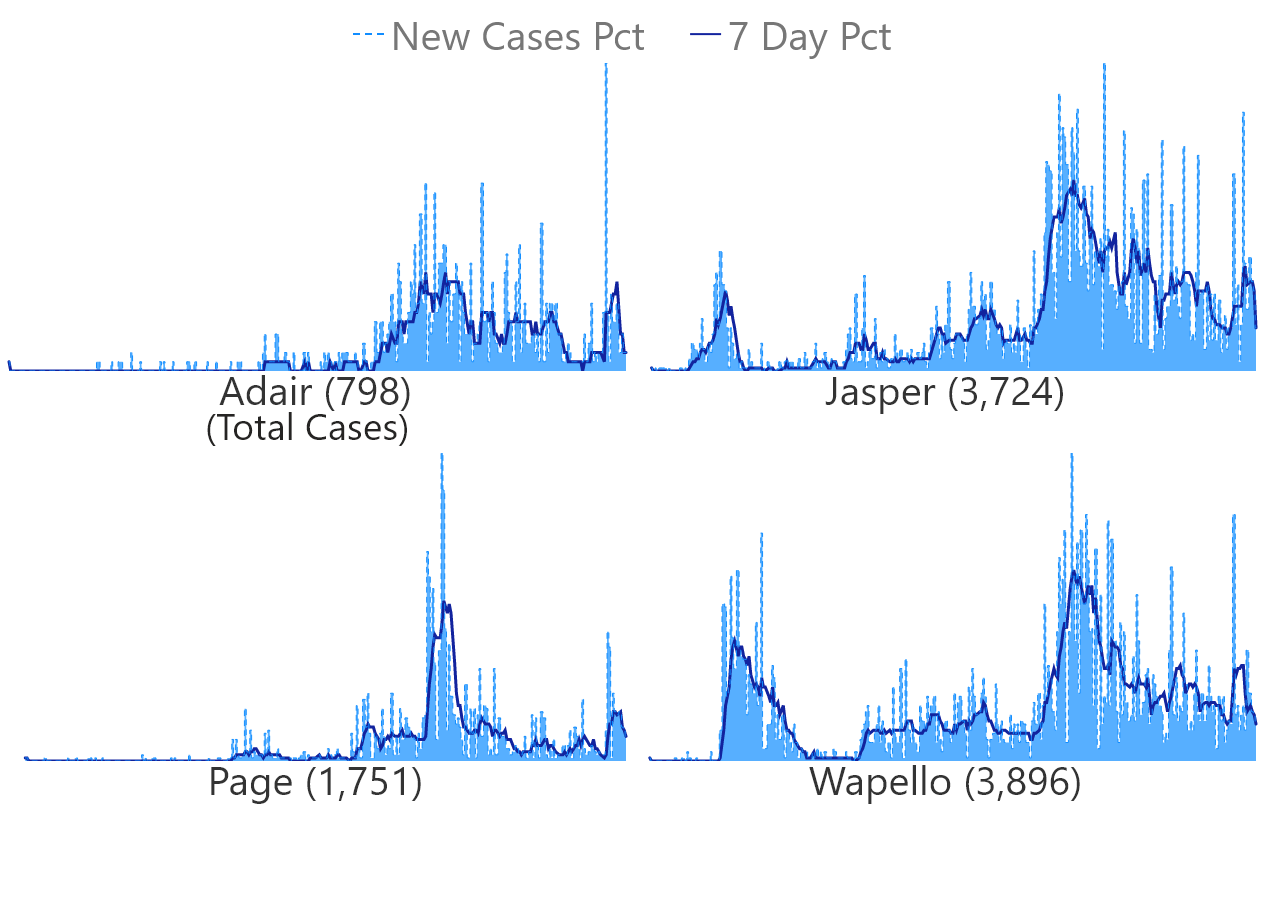 New Cases Pct 7 Day Pct
Adair (798) Jasper (3,724)
(Total Cases)
Page (1,751) Wapello (3,896)